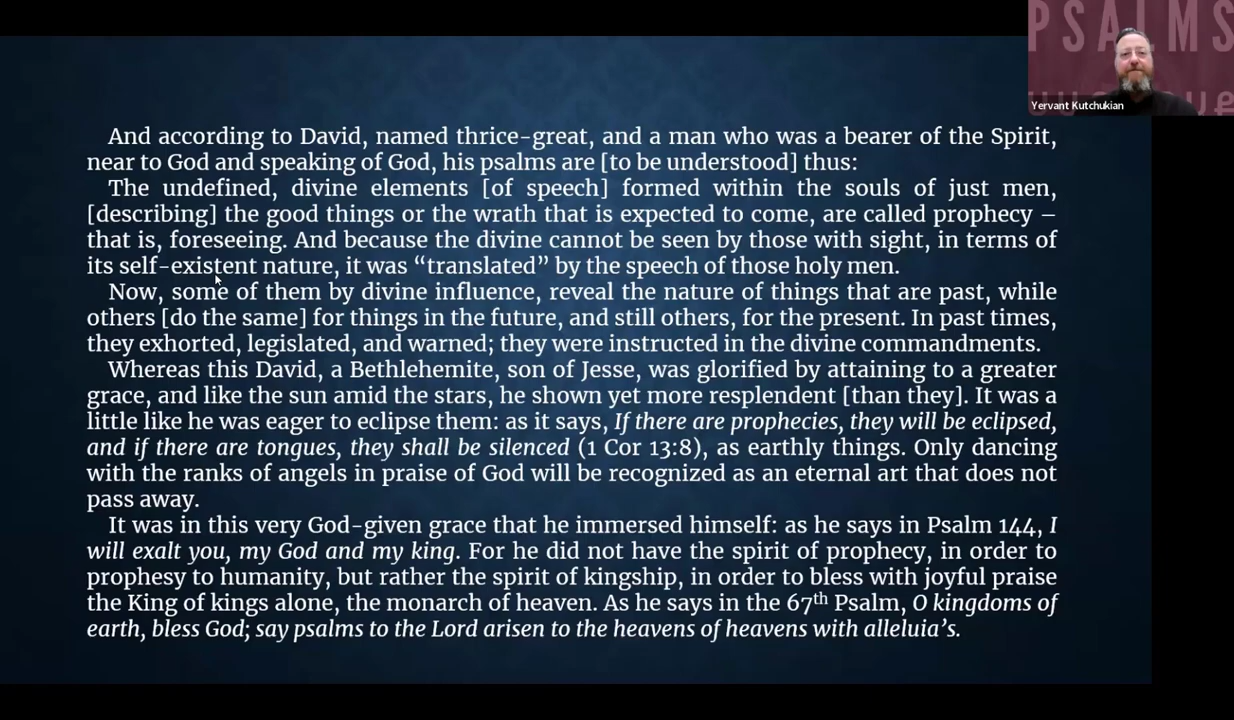 PSALMS
Yervant Kutchukian
And according to David, named thrice-great, and a man who was a bearer of the Spirit,
near to God and speaking of God, his psalms are [to be understood] thus:
The undefined, divine elements [of speech] formed within the souls of just men,
[describing] the good things or the wrath that is expected to come, are called prophecy –
that is, foreseeing. And because the divine cannot be seen by those with sight, in terms of
its self-existent nature, it was “translated” by the speech of those holy men.
Now, some of them by divine influence, reveal the nature of things that are past, while
others [do the same] for things in the future, and still others, for the present. In past times,
they exhorted, legislated, and warned; they were instructed in the divine commandments.
Whereas this David, a Bethlehemite, son of Jesse, was glorified by attaining to a greater
grace, and like the sun amid the stars, he shown yet more resplendent [than they]. It was a
little like he was eager to eclipse them: as it says, If there are prophecies, they will be eclipsed,
and if there are tongues, they shall be silenced (1 Cor 13:8), as earthly things. Only dancing
with the ranks of angels in praise of God will be recognized as an eternal art that does not
pass away.
It was in this very God-given grace that he immersed himself: as he says in Psalm 144, I
will exalt you, my God and my king. For he did not have the spirit of prophecy, in order to
prophesy to humanity, but rather the spirit of kingship, in order to bless with joyful praise
the King of kings alone, the monarch of heaven. As he says in the 67th Psalm, O kingdoms of
earth, bless God; say psalms to the Lord arisen to the heavens of heavens with alleluia’s.